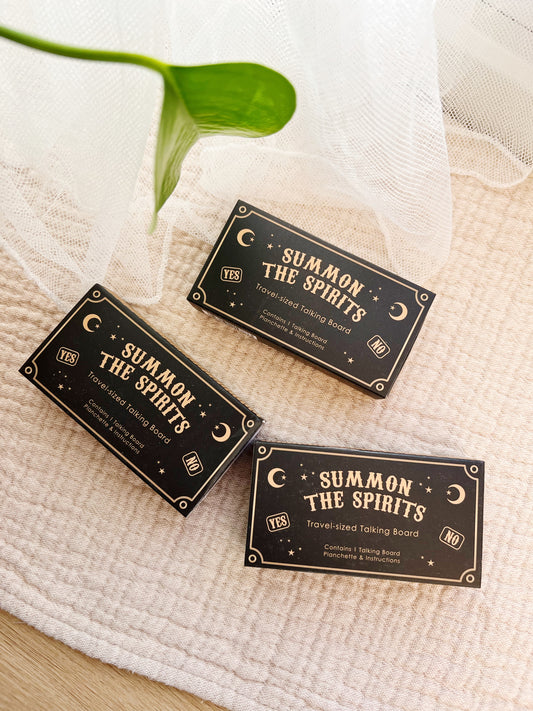 SUMMON
THE SPIRITS
YES
Travel-sized Talking Board
NO
Contains 1 Talking Board
Planchette & Instructions
SUMMON
THE SPIRITS
YES
Travel-sized Talking Board
NO
Contains 1 Talking Board
Planchette & Instructions
SUMMON
THE SPIRITS
YES
Travel-sized Talking Board
NO
Contains 1 Talking Board
Planchette & Instructions